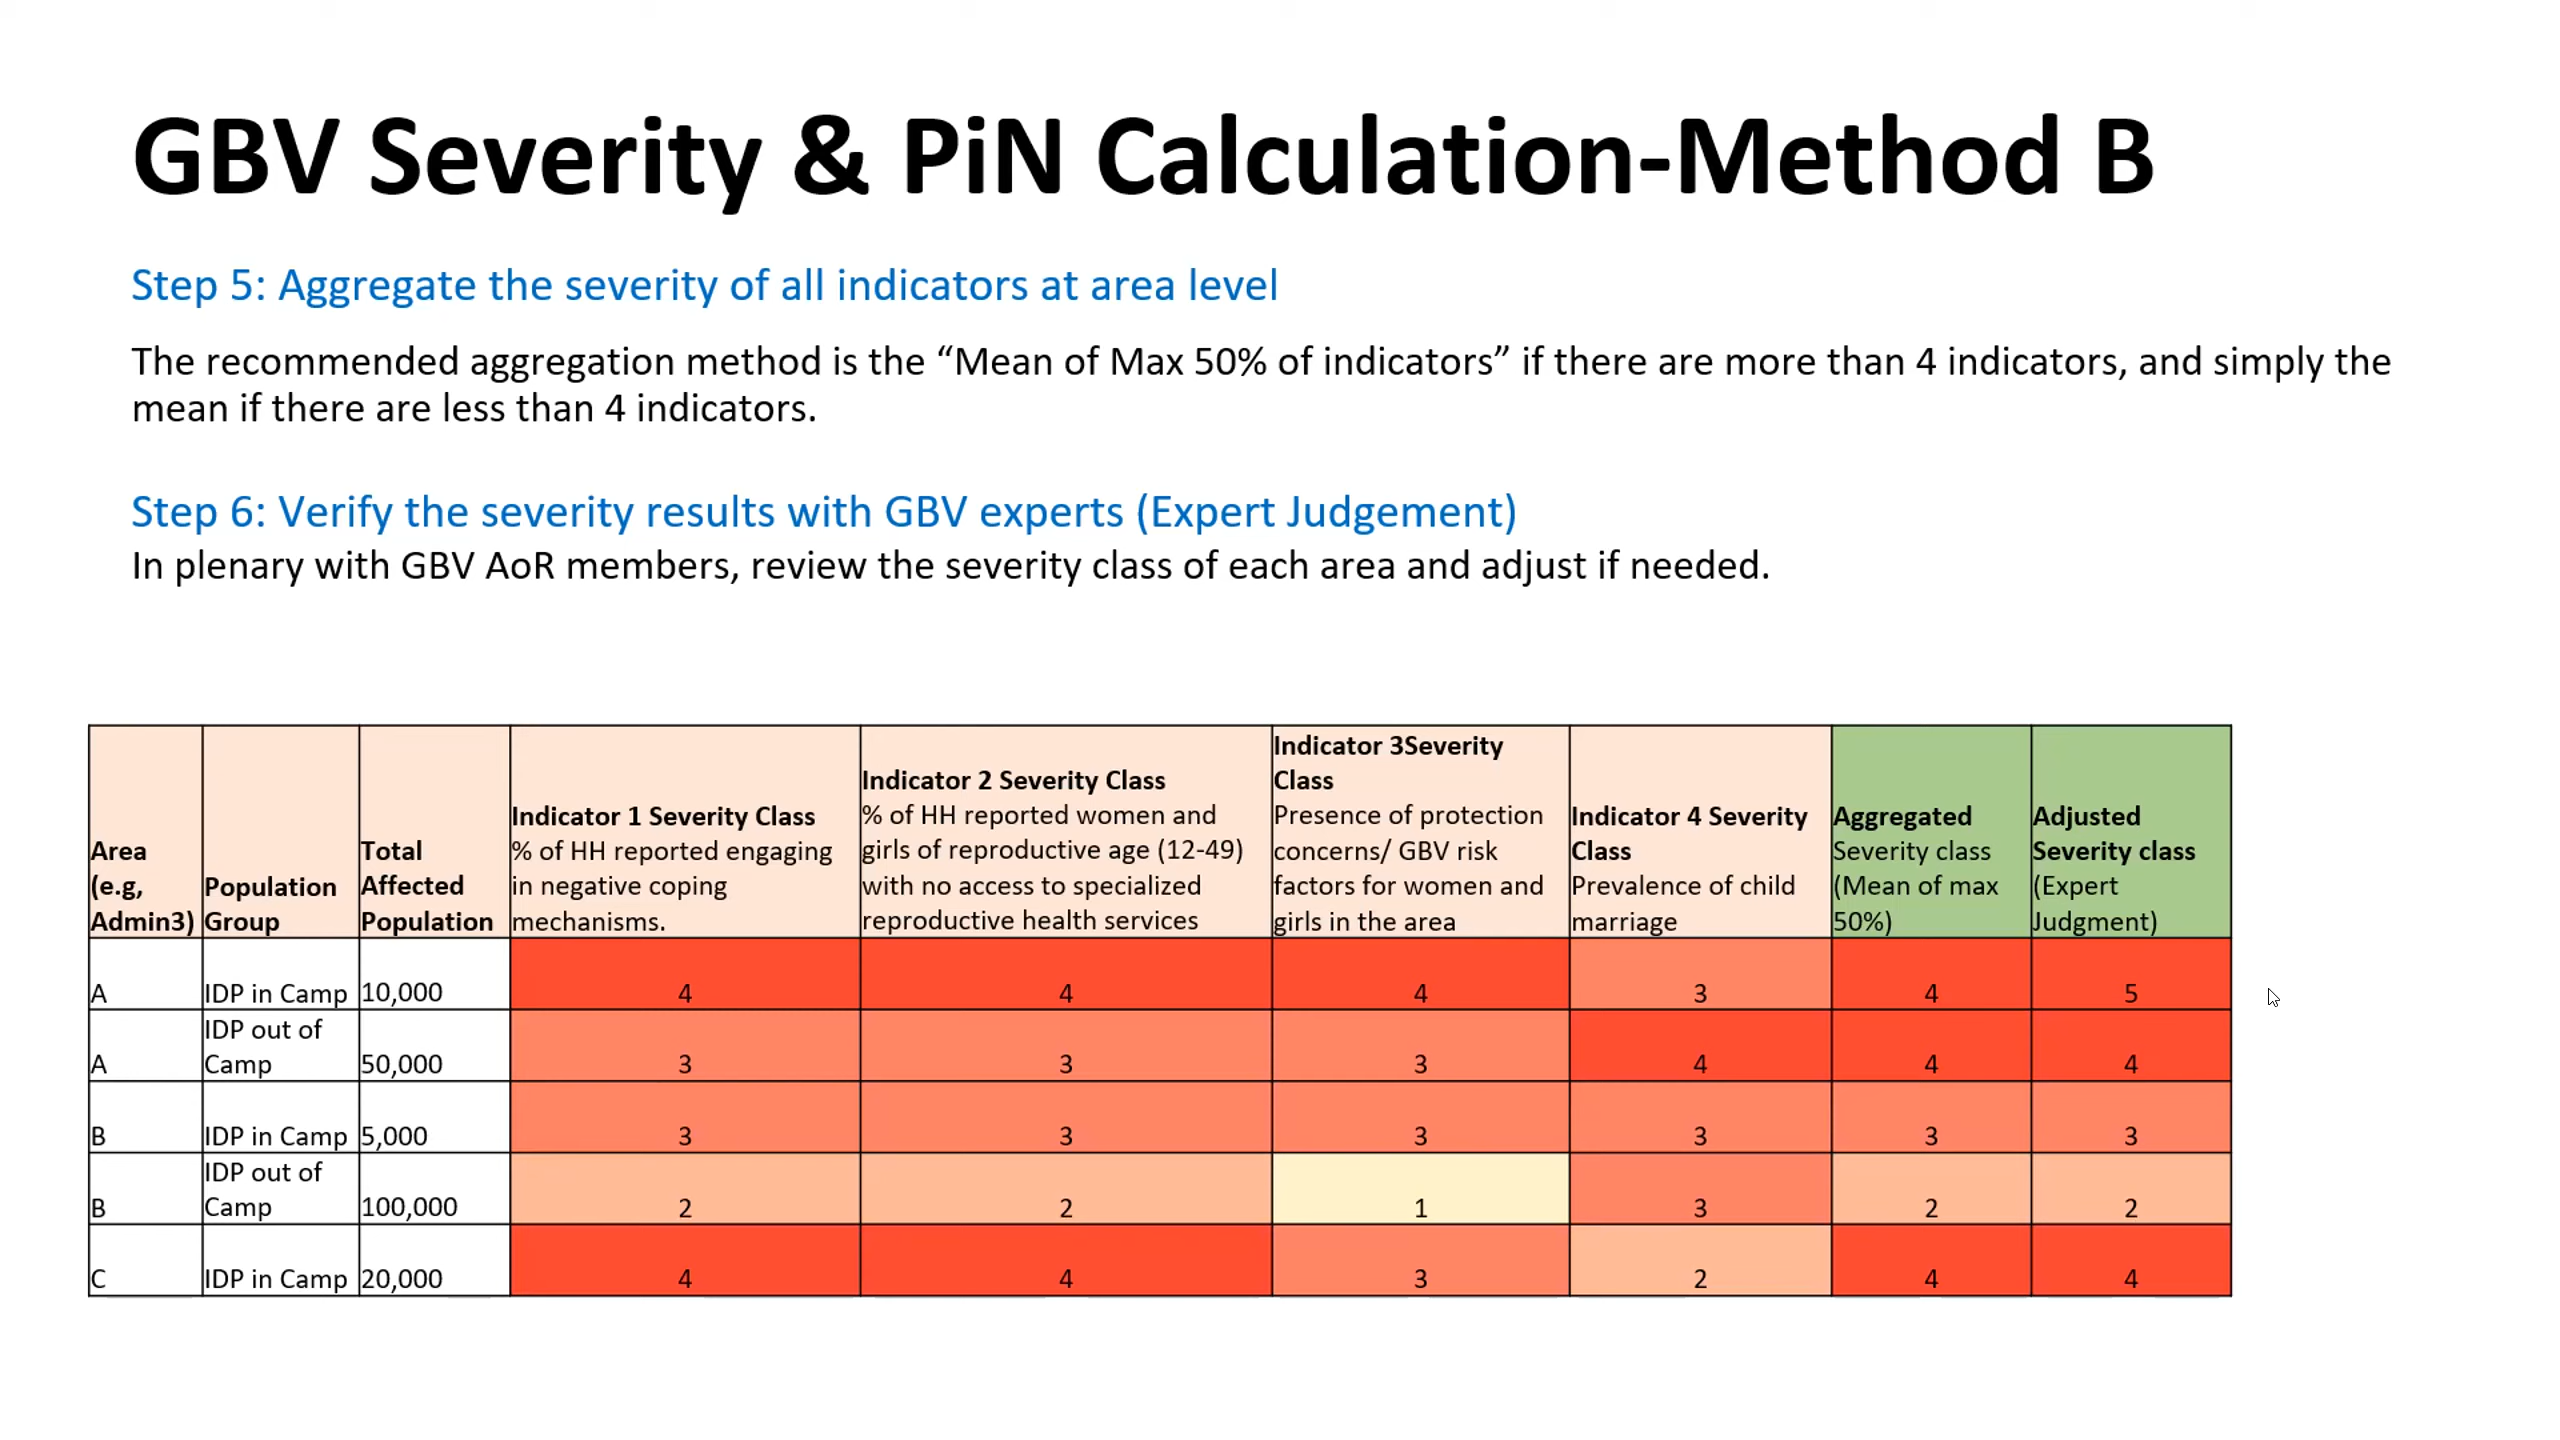 GBV Severity & PiN Calculation-Method B
Step 5: Aggregate the severity of all indicators at area level
The recommended aggregation method is the “Mean of Max 50% of indicators” if there are more than 4 indicators, and simply the
mean if there are less than 4 indicators.
Step 6: Verify the severity results with GBV experts (Expert Judgement)
In plenary with GBV AoR members, review the severity class of each area and adjust if needed.
Area
(e.g,
Admin3)
Population
Group
Total
Affected
Population
Indicator 1 Severity Class
% of HH reported engaging
in negative coping
mechanisms.
Indicator 2 Severity Class
% of HH reported women and
girls of reproductive age (12-49)
with no access to specialized
reproductive health services
Indicator 3Severity
Class
Presence of protection
concerns/ GBV risk
factors for women and
girls in the area
Indicator 4 Severity
Class
Prevalence of child
marriage
Aggregated
Severity class
(Mean of max
50%)
Adjusted
Severity class
(Expert
Judgment)
A IDP in Camp 10,000 4 4 4 3 4 5
A IDP out of
Camp 50,000 3 3 3 4 4 4
B IDP in Camp 5,000 3 3 3 3 3 3
B IDP out of
Camp 100,000 2 2 1 3 2 2
C IDP in Camp 20,000 4 4 3 2 4 4